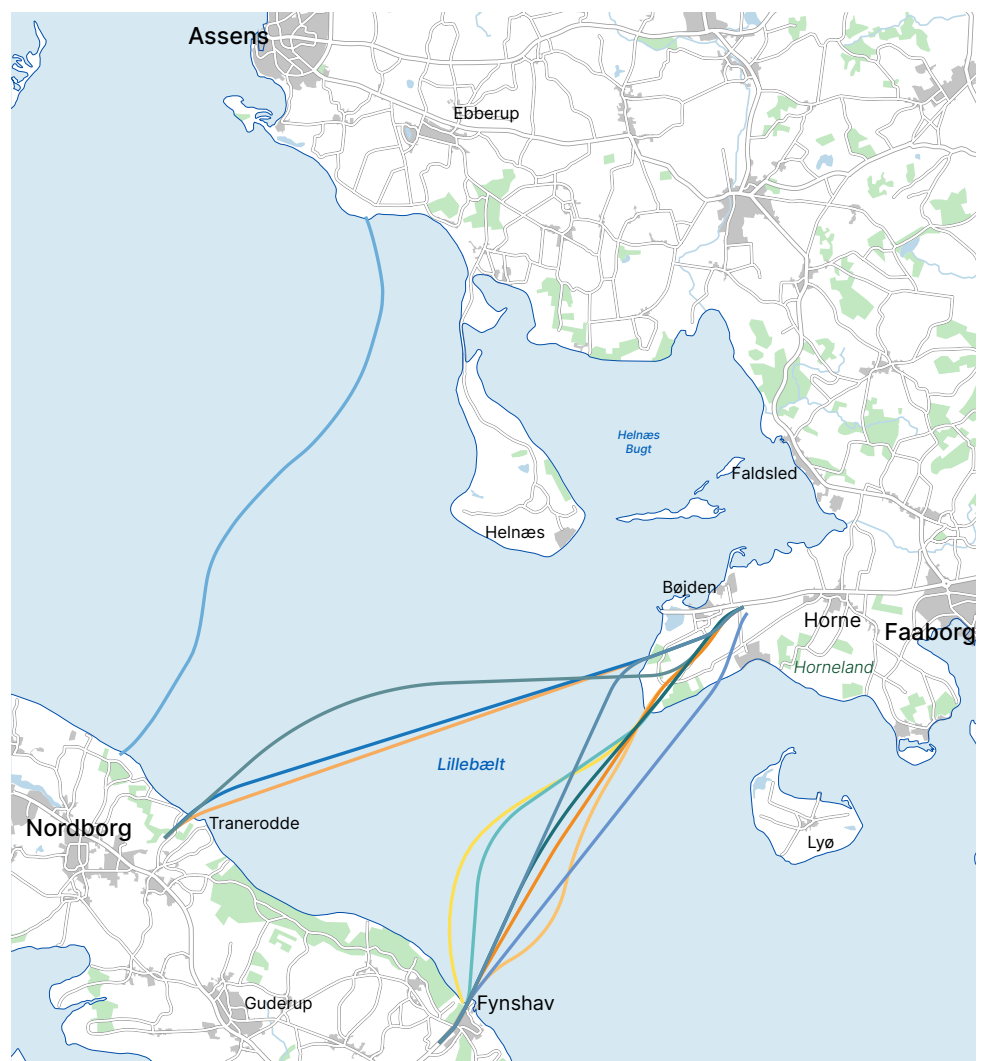 Assens
Ebberup
Helnæs
Bugt
Faldsled
Helnæs
Bøjden
Horne
Faaborg
Horneland
Lillebælt
Tranerodde
Nordborg
Lyø
Guderup
Fynshav